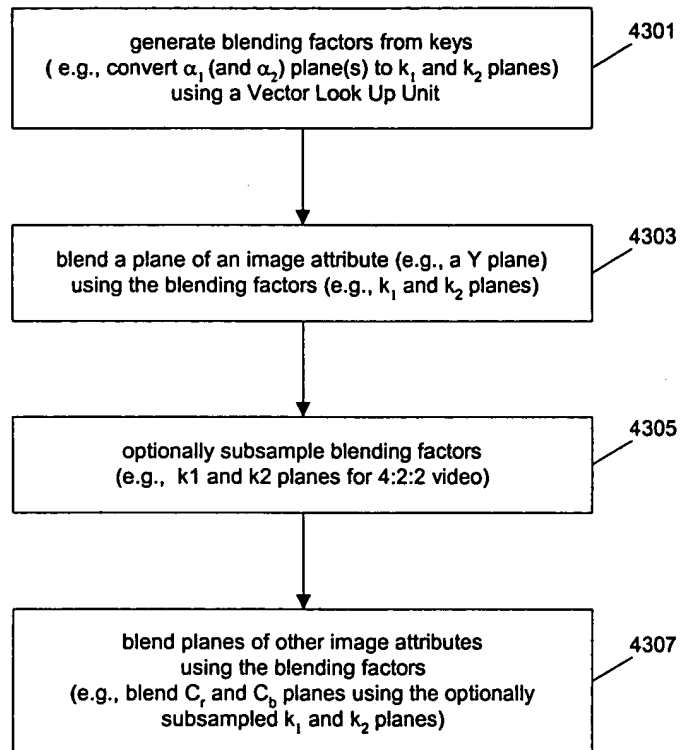 generate blending factors from keys
( e.g., convert α₁ (and α₂) plane(s) to k₁ and k₂ planes)
using a Vector Look Up Unit
4301
blend a plane of an image attribute (e.g., a Y plane)
using the blending factors (e.g., k₁ and k₂ planes)
4303
optionally subsample blending factors
(e.g., k1 and k2 planes for 4:2:2 video)
4305
blend planes of other image attributes
using the blending factors
(e.g., blend Cᵣ and C_b planes using the optionally
subsampled k₁ and k₂ planes)
4307